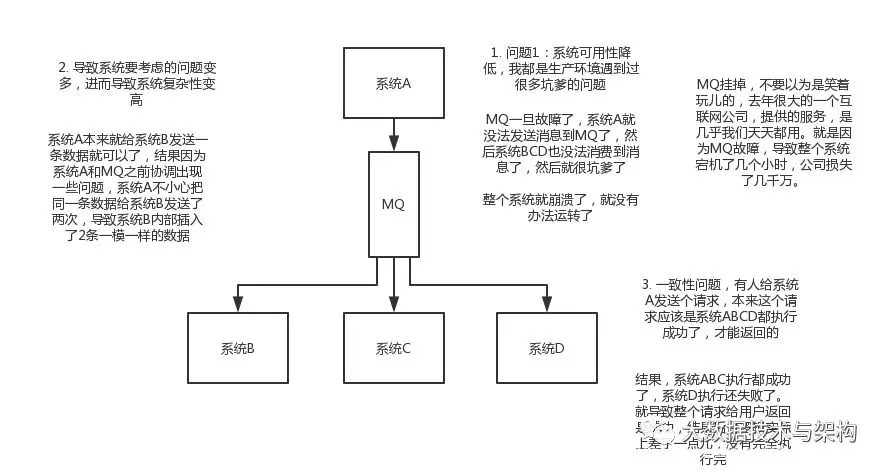 2. 导致系统要考虑的问题变
多，进而导致系统复杂性变
高
系统A本来就给系统B发送一
条数据就可以了，结果因为
系统A和MQ之前协调出现
一些问题，系统A不小心把
同一条数据给系统B发送了
两次，导致系统B内部插入
了2条一模一样的数据
系统A
MQ
系统B
系统C
系统D
1. 问题1：系统可用性降
低，我都是生产环境遇到过
很多坑爹的问题
MQ一旦故障了，系统A就
没法发送消息到MQ了，然
后系统BCD也没法消费到消
息了，然后就很坑爹了
整个系统就崩溃了，就没有
办法运转了
MQ挂掉，不要以为是笑着
玩儿的，去年很大的一个互
联网公司，提供的服务，是
几乎我们天天都用。就是因
为MQ故障，导致整个系统
宕机了几个小时，公司损失
了几千万。
3. 一致性问题，有人给系统
A发送个请求，本来这个请
求应该是系统ABCD都执行
成功了，才能返回的
结果，系统ABC执行都成功
了，系统D执行还失败了。
就导致整个请求给用户返回
上差了一点儿，没有完全执
行完
大数据技术与架构